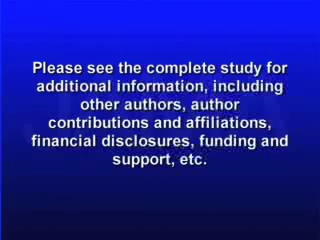 Please see the complete study for
additional information, including
other authors, author
contributions and affiliations,
financial disclosures, funding and
support, etc.